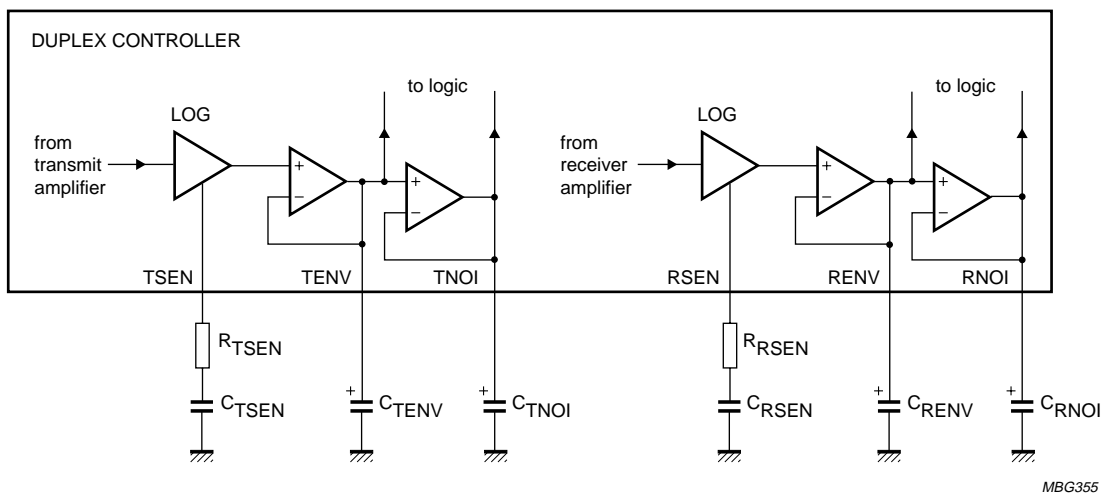 DUPLEX CONTROLLER
to logic
to logic
LOG
LOG
from
transmit
amplifier
from
receiver
amplifier
+
−
+
−
+
−
+
−
TSEN
TENV
TNOI
RSEN
RENV
RNOI
RTSEN
RRSEN
+
+
+
+
CTSEN
CTENV
CTNOI
CRSEN
CRENV
CRNOI
MBG355